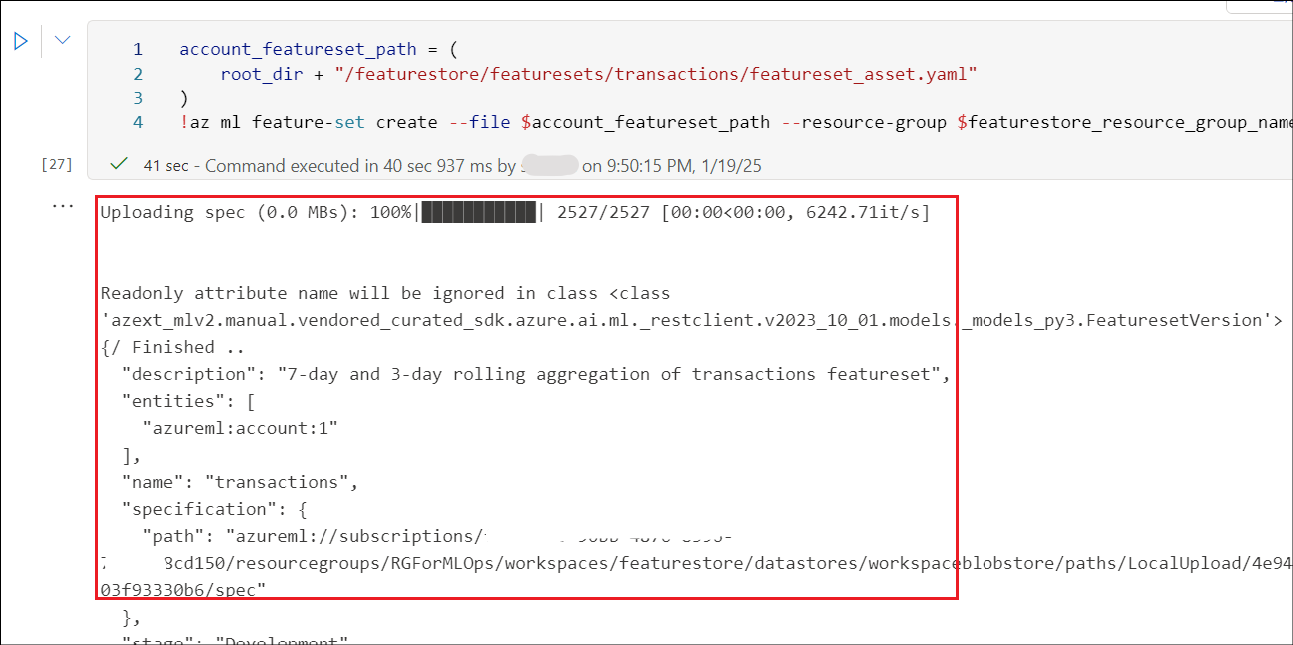 1 account_featureset_path = (
2 root_dir + "/featurestore/featuresets/transactions/featureset_asset.yaml"
3 )
4 !az ml feature-set create --file $account_featureset_path --resource-group $featurestore_resource_group_name
[27] 41 sec - Command executed in 40 sec 937 ms by on 9:50:15 PM, 1/19/25
...
Uploading spec (0.0 MBs): 100%|███████████| 2527/2527 [00:00<00:00, 6242.71it/s]
Readonly attribute name will be ignored in class <class
'azext_mlv2.manual.vendored_curated_sdk.azure.ai.ml._restclient.v2023_10_01.models._models_py3.FeaturesetVersion'>
{/ Finished ..
"description": "7-day and 3-day rolling aggregation of transactions featureset",
"entities": [
"azureml:account:1"
],
"name": "transactions",
"specification": {
"path": "azureml://subscriptions/
8cd150/resourcegroups/RGForMLOps/workspaces/featurestore/datastores/workspaceblobstore/paths/LocalUpload/4e94
03f93330b6/spec"
},
"stage": "Development"